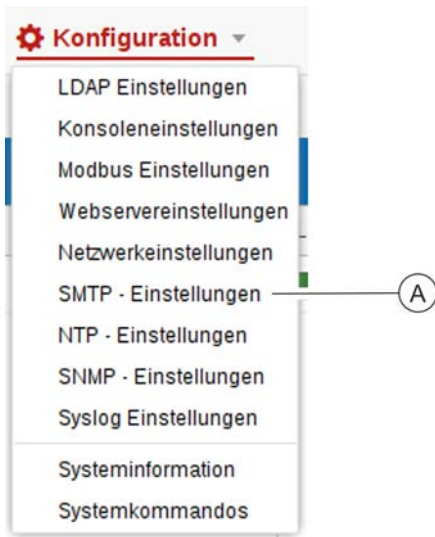 Konfiguration
LDAP Einstellungen
Konsoleneinstellungen
Modbus Einstellungen
Webservereinstellungen
Netzwerkeinstellungen
SMTP - Einstellungen
A
NTP - Einstellungen
SNMP - Einstellungen
Syslog Einstellungen
Systeminformation
Systemkommandos